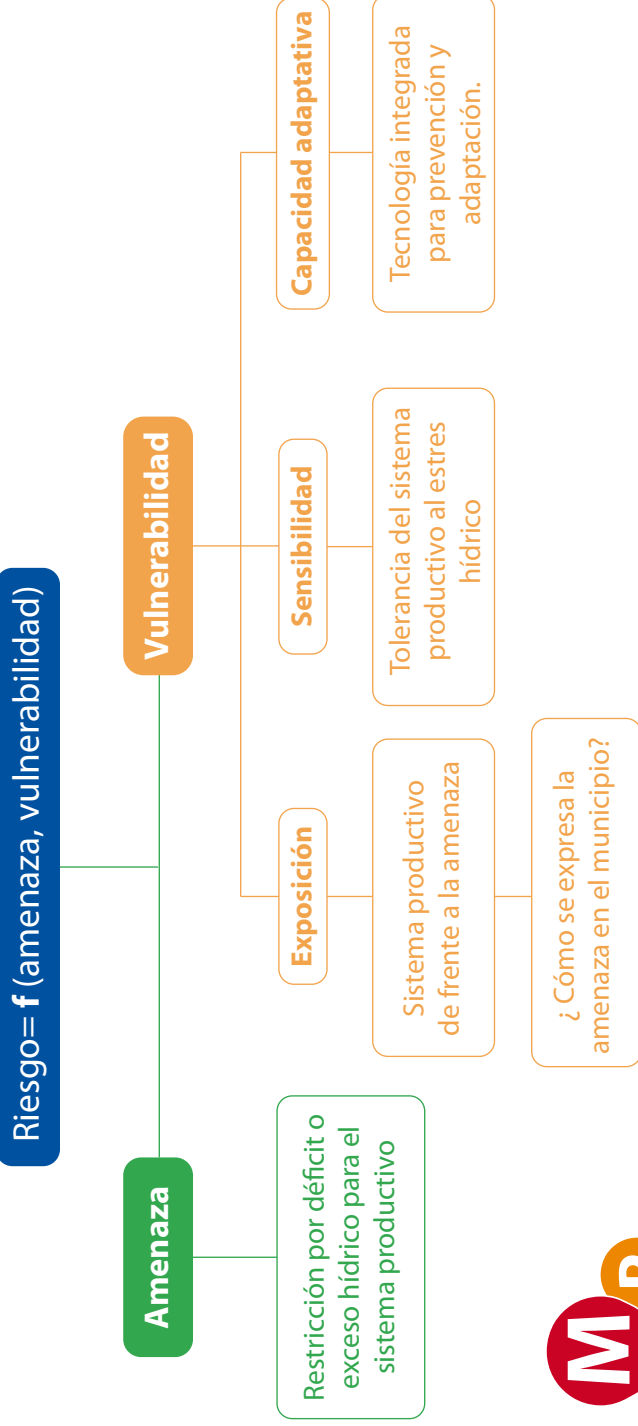 Riesgo= f (amenaza, vulnerabilidad)
Amenaza
Restricción por déficit o
exceso hídrico para el
sistema productivo
Vulnerabilidad
Exposición
Sistema productivo
de frente a la amenaza
¿ Cómo se expresa la
amenaza en el municipio?
Sensibilidad
Tolerancia del sistema
productivo al estres
hídrico
Capacidad adaptativa
Tecnología integrada
para prevención y
adaptación.
M